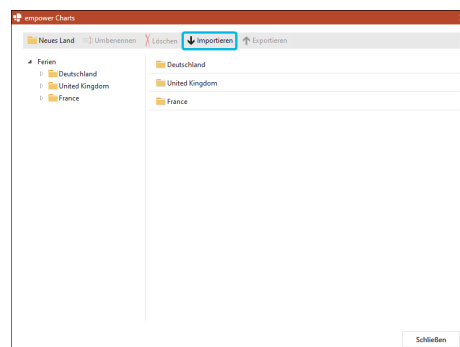 empower Charts
Neues Land Umbenennen Löschen Importieren Exportieren
Ferien
Deutschland
United Kingdom
France
Deutschland
United Kingdom
France
Schließen